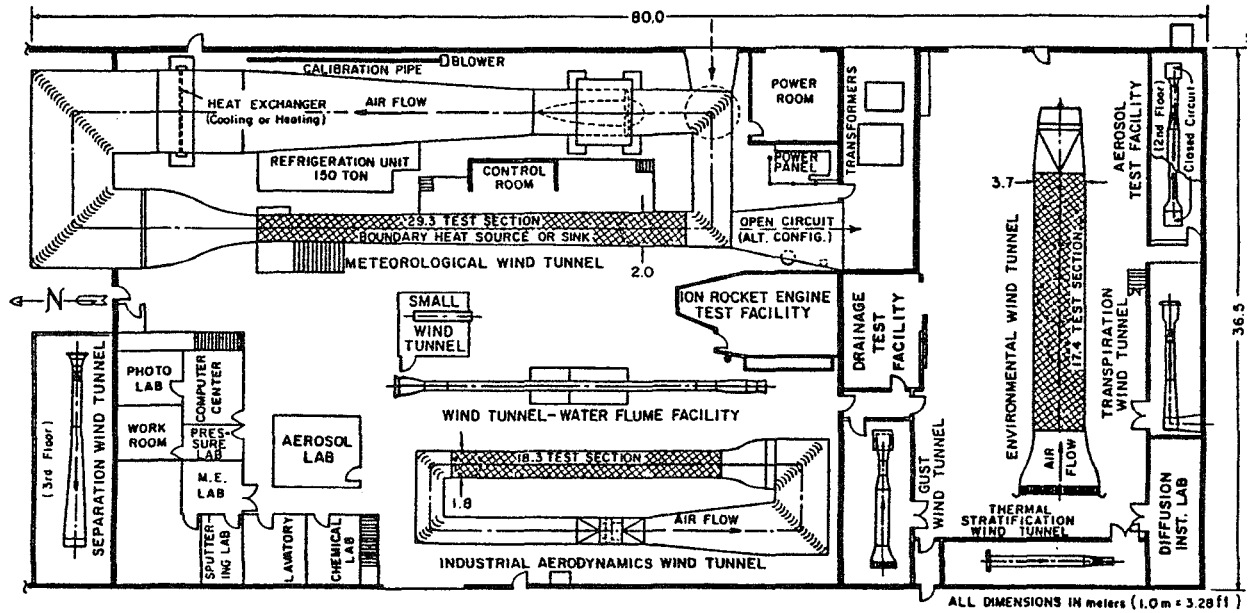 80.0
CALIBRATION PIPE
BLOWER
HEAT EXCHANGER
(Cooling or Heating)
AIR FLOW
POWER
ROOM
TRANSFORMERS
AEROSOL
TEST FACILITY
(2nd Floor)
Closed Circuit
REFRIGERATION UNIT
150 TON
CONTROL
ROOM
POWER
PANEL
3.7
29.3 TEST SECTION
BOUNDARY HEAT SOURCE OR SINK
OPEN CIRCUIT
(ALT. CONFIG.)
METEOROLOGICAL WIND TUNNEL
2.0
ENVIRONMENTAL WIND TUNNEL
17.4 TEST SECTION
TRANSPIRATION
WIND TUNNEL
36.5
N
SMALL
WIND
TUNNEL
ION ROCKET ENGINE
TEST FACILITY
DRAINAGE
TEST
FACILITY
SEPARATION WIND TUNNEL
(3rd Floor)
PHOTO
LAB
COMPUTER
CENTER
WORK
ROOM
PRES-
SURE LAB
M.E.
LAB
AEROSOL
LAB
WIND TUNNEL-WATER FLUME FACILITY
18.3 TEST SECTION
1.8
AIR FLOW
INDUSTRIAL AERODYNAMICS WIND TUNNEL
GUST
WIND TUNNEL
AIR
FLOW
THERMAL
STRATIFICATION
WIND TUNNEL
DIFFUSION
INST. LAB
SPUTTER-
ING LAB
LAVATORY
CHEMICAL
LAB
ALL DIMENSIONS IN meters (1.0m = 3.28ft)